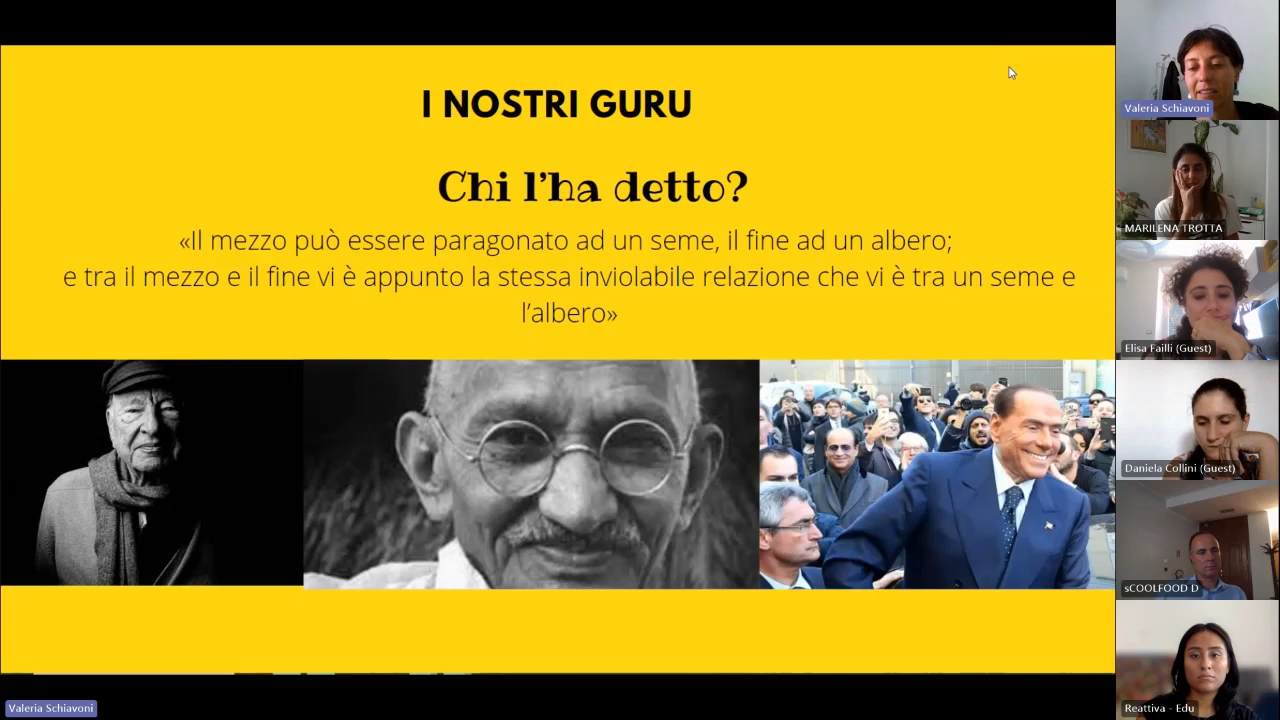 I NOSTRI GURU
Chi l'ha detto?
«Il mezzo può essere paragonato ad un seme, il fine ad un albero;
e tra il mezzo e il fine vi è appunto la stessa inviolabile relazione che vi è tra un seme e
l'albero»
Valeria Schiavoni
MARILENA TROTTA
Elisa Failli (Guest)
Daniela Collini (Guest)
sCOOLFOOD D
Reattiva - Edu
Valeria Schiavoni